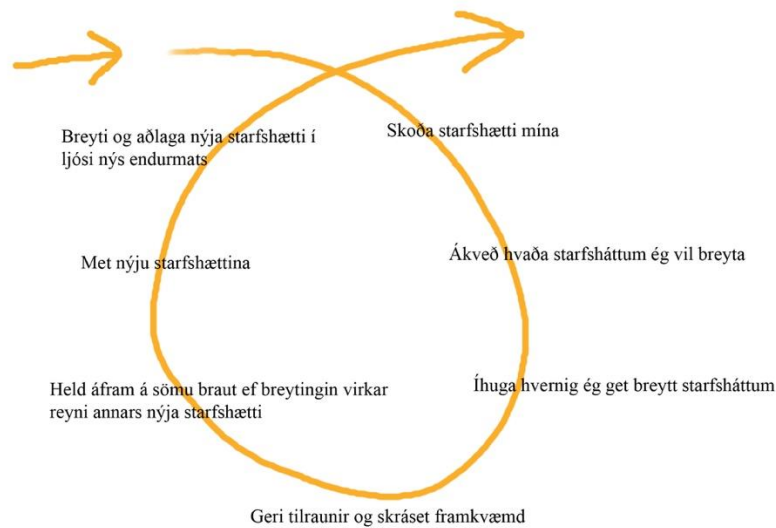 Skoða starfshætti mína
Ákveð hvaða starfsháttum ég vil breyta
Íhuga hvernig ég get breytt starfsháttum
Geri tilraunir og skráset framkvæmd
Held áfram á sömu braut ef breytingin virkar
reyni annars nýja starfshætti
Met nýju starfshættina
Breyti og aðlaga nýja starfshætti í
ljósi nýs endurmats